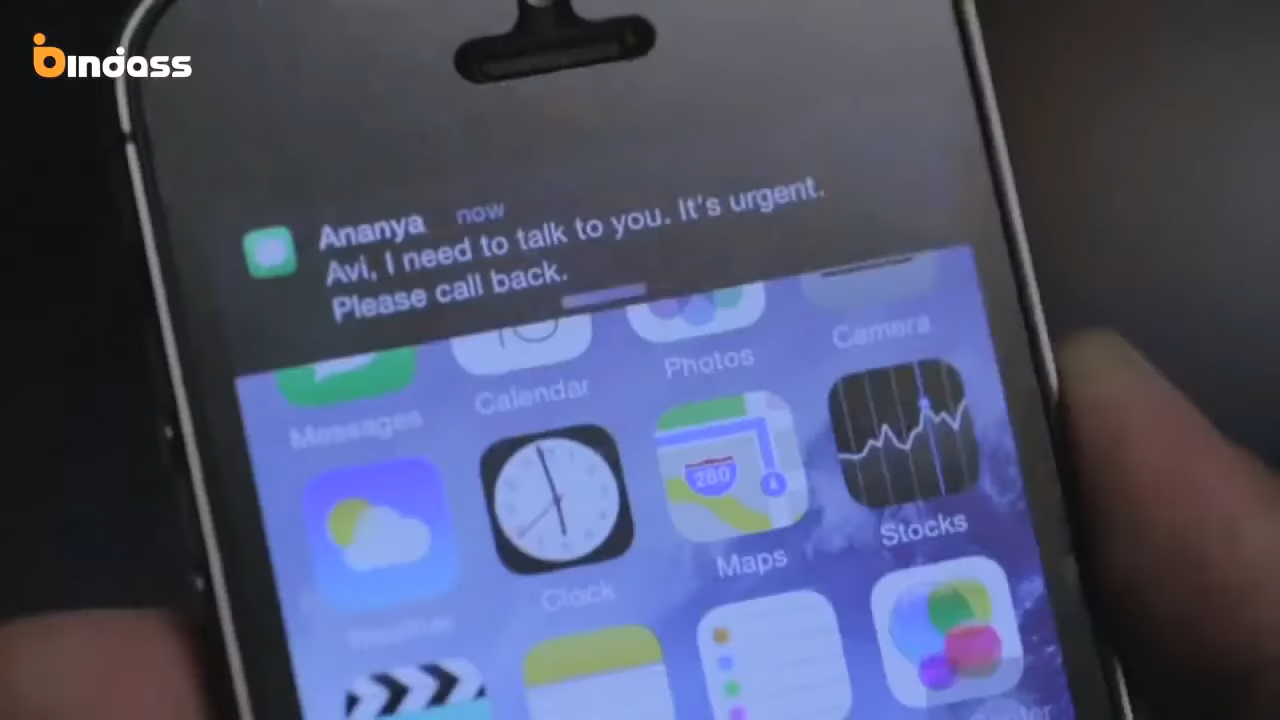 bindass
Ananya now
Avi, I need to talk to you. It's urgent.
Please call back.
Messages
Calendar
Photos
Camera
Weather
Clock
Maps
Stocks
280